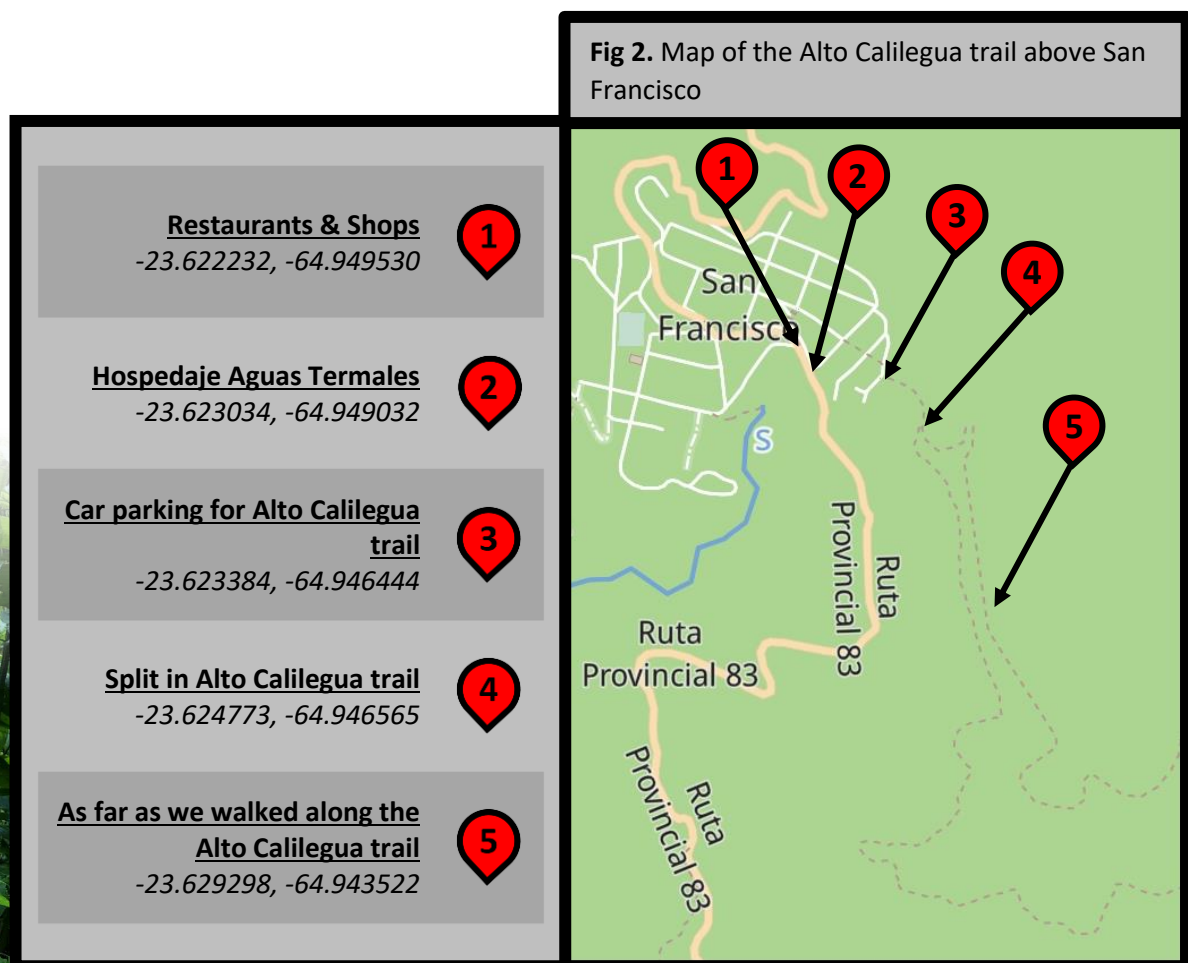 Fig 2. Map of the Alto Calilegua trail above San
Francisco
Restaurants & Shops
-23.622232, -64.949530
1
Hospedaje Aguas Termales
-23.623034, -64.949032
2
Car parking for Alto Calilegua
trail
-23.623384, -64.946444
3
Split in Alto Calilegua trail
-23.624773, -64.946565
4
As far as we walked along the
Alto Calilegua trail
-23.629298, -64.943522
5
1
2
3
4
5
San
Francisco
S
Ruta
Provincial 83
Ruta
Provincial 83
Ruta
Provincial 83